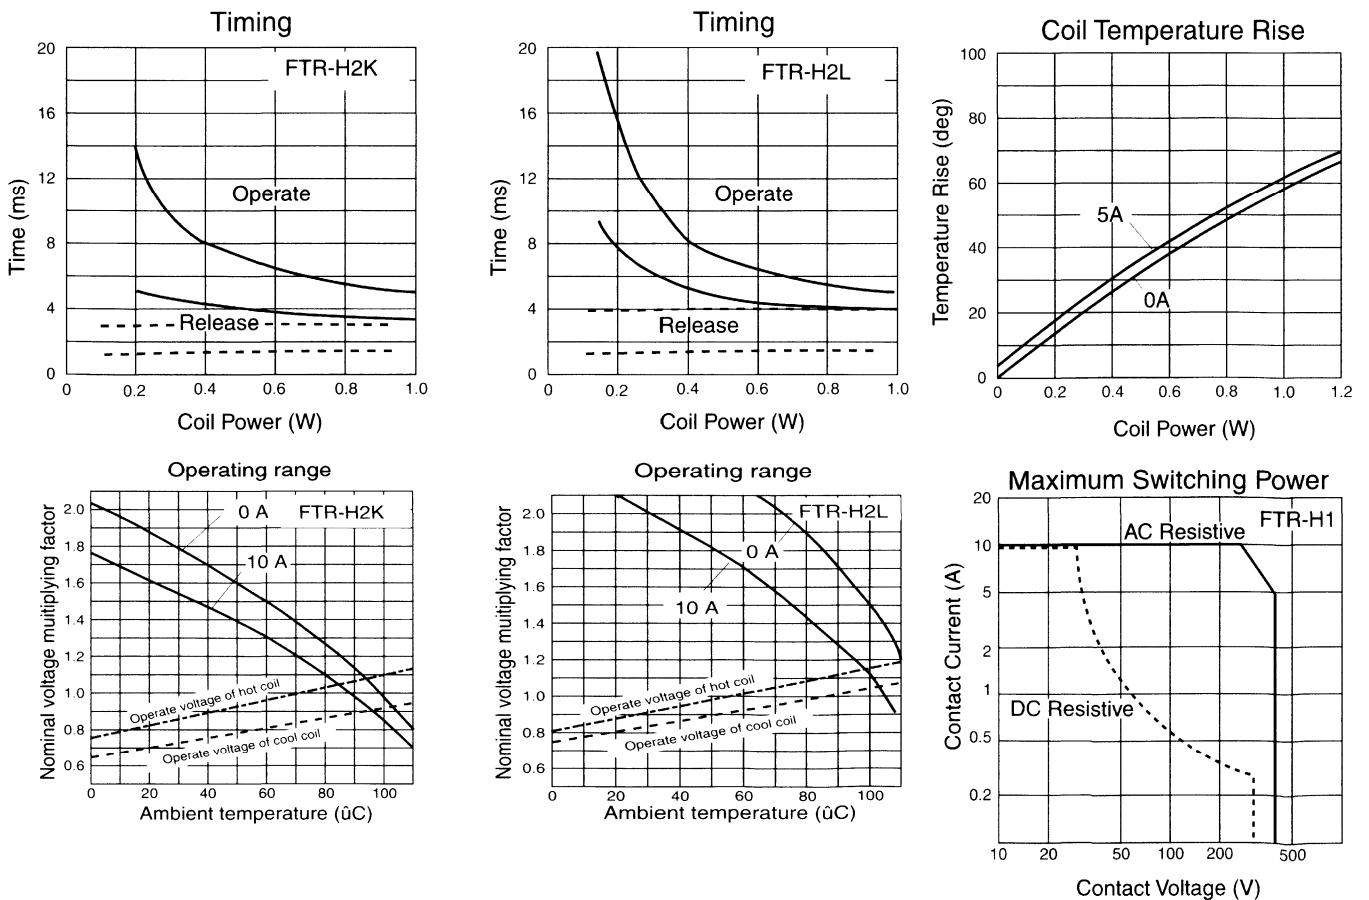 Timing
FTR-H2K
20
16
12
8
4
0
Time (ms)
Operate
Release
0
0.2
0.4
0.6
0.8
1.0
Coil Power (W)
Timing
FTR-H2L
20
16
12
8
4
0
Time (ms)
Operate
Release
0
0.2
0.4
0.6
0.8
1.0
Coil Power (W)
Coil Temperature Rise
100
80
60
40
20
0
Temperature Rise (deg)
5A
0A
0
0.2
0.4
0.6
0.8
1.0
1.2
Coil Power (W)
Operating range
FTR-H2K
0 A
10 A
2.0
1.8
1.6
1.4
1.2
1.0
0.8
0.6
Nominal voltage muitiplying factor
Operate voltage of hot coil
Operate voltage of cool coil
0
20
40
60
80
100
Ambient temperature (ûC)
Operating range
FTR-H2L
0 A
10 A
2.0
1.8
1.6
1.4
1.2
1.0
0.8
0.6
Nominal voltage multiplying factor
Operate voltage of hot coil
Operate voltage of cool coil
0
20
40
60
80
100
Ambient temperature (ûC)
Maximum Switching Power
FTR-H1
AC Resistive
DC Resistive
20
10
5
2
1
0.5
0.2
Contact Current (A)
10
20
50
100
200
500
Contact Voltage (V)